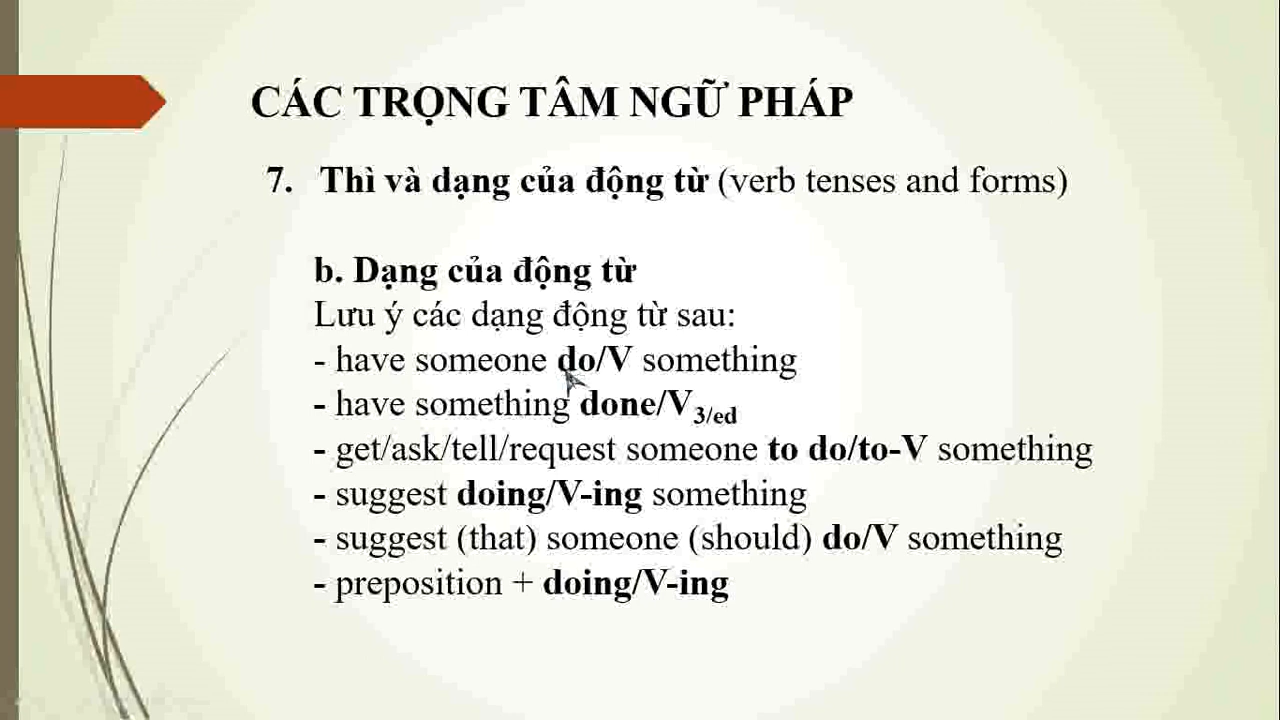 CÁC TRỌNG TÂM NGỮ PHÁP
7. Thì và dạng của động từ (verb tenses and forms)
b. Dạng của động từ
Lưu ý các dạng động từ sau:
- have someone do/V something
- have something done/V3/ed
- get/ask/tell/request someone to do/to-V something
- suggest doing/V-ing something
- suggest (that) someone (should) do/V something
- preposition + doing/V-ing